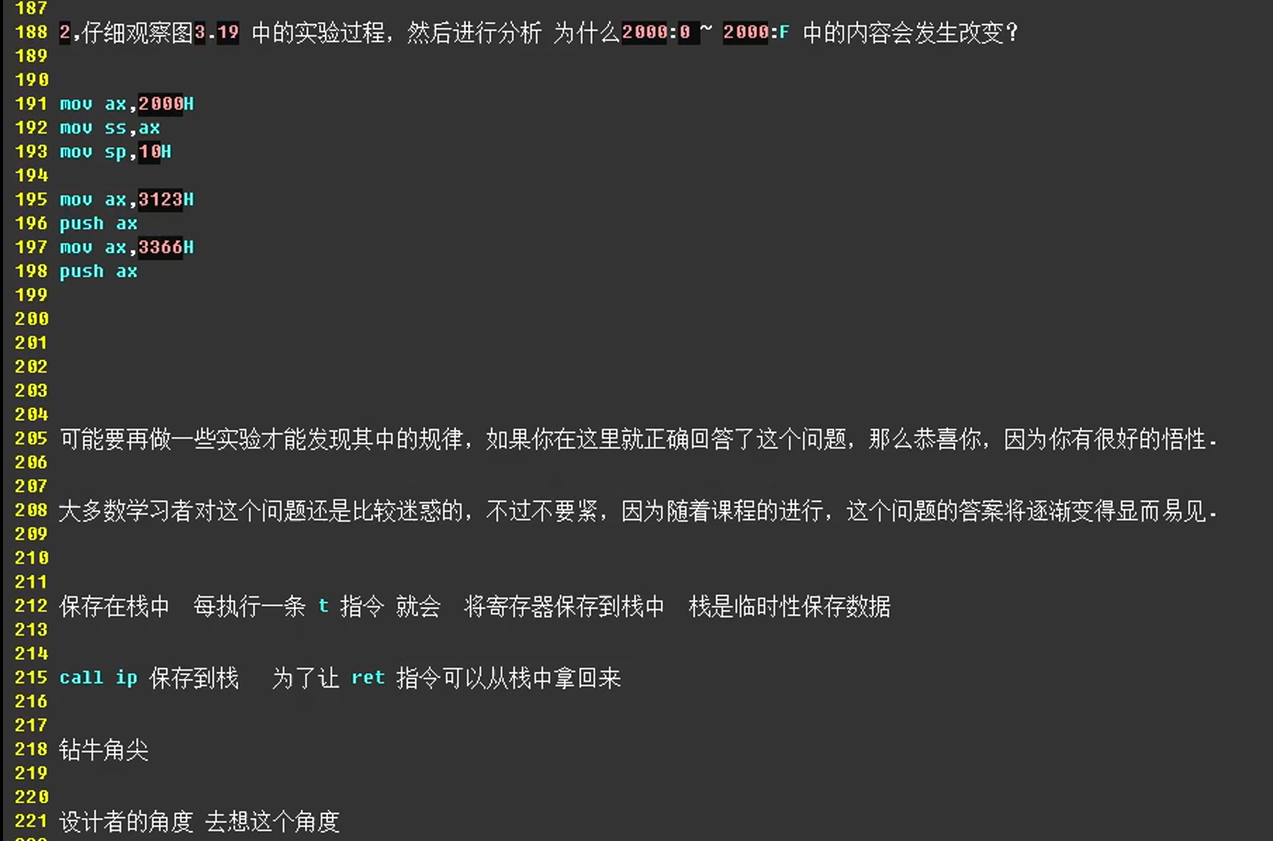 187
188 2,仔细观察图3.19 中的实验过程，然后进行分析 为什么2000:0 ~ 2000:F 中的内容会发生改变?
189
190
191 mov ax,2000H
192 mov ss,ax
193 mov sp,10H
194
195 mov ax,3123H
196 push ax
197 mov ax,3366H
198 push ax
199
200
201
202
203
204
205 可能要再做一些实验才能发现其中的规律，如果你在这里就正确回答了这个问题，那么恭喜你，因为你有很好的悟性.
206
207
208 大多数学习者对这个问题还是比较迷惑的，不过不要紧，因为随着课程的进行，这个问题的答案将逐渐变得显而易见.
209
210
211
212 保存在栈中 每执行一条 t 指令 就会 将寄存器保存到栈中 栈是临时性保存数据
213
214
215 call ip 保存到栈 为了让 ret 指令可以从栈中拿回来
216
217
218 钻牛角尖
219
220
221 设计者的角度 去想这个角度